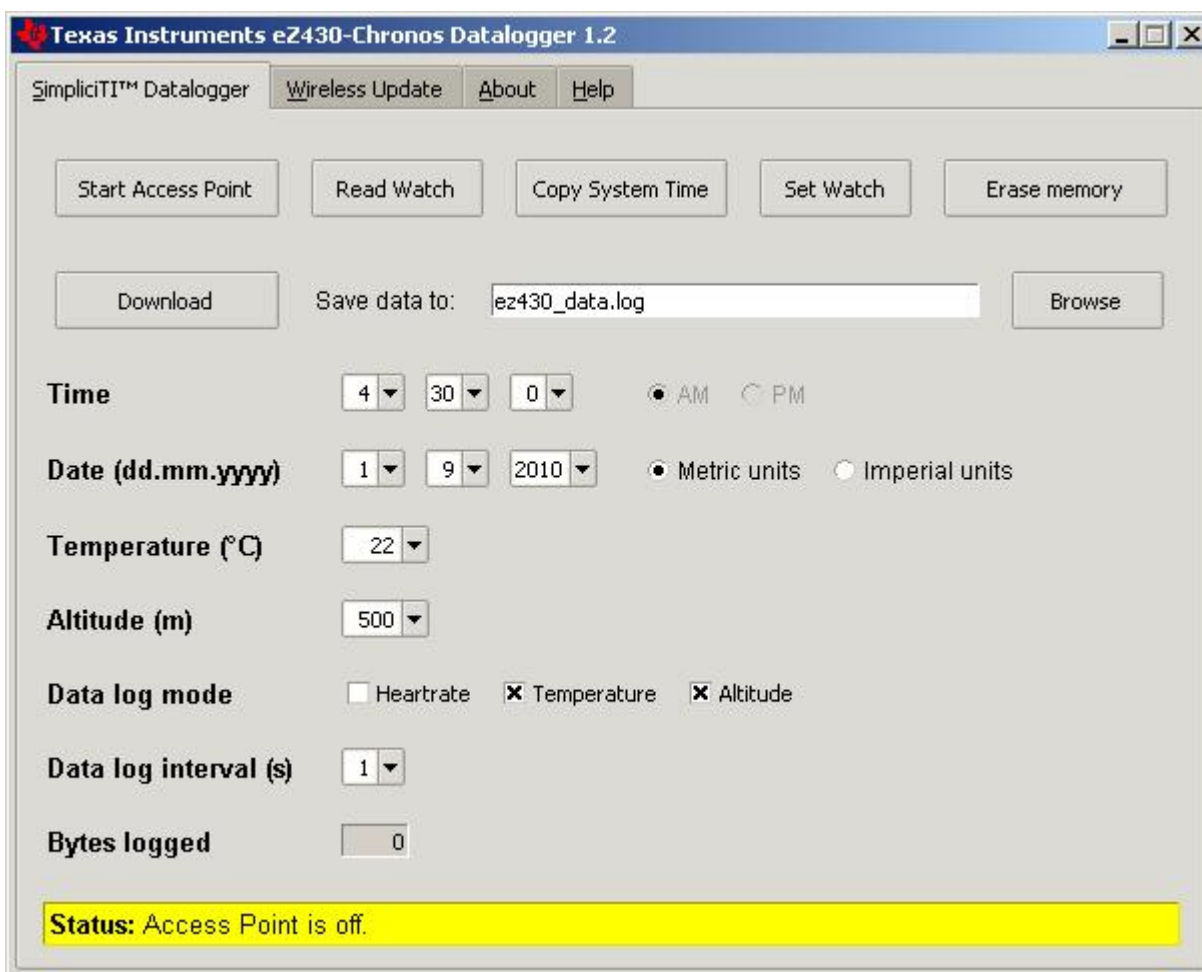 Texas Instruments eZ430-Chronos Datalogger 1.2
SimpliciTI™ Datalogger Wireless Update About Help
Start Access Point Read Watch Copy System Time Set Watch Erase memory
Download Save data to: ez430_data.log Browse
Time 4 30 0 AM PM
Date (dd.mm.yyyy) 1 9 2010 Metric units Imperial units
Temperature (°C) 22
Altitude (m) 500
Data log mode Heartrate Temperature Altitude
Data log interval (s) 1
Bytes logged 0
Status: Access Point is off.